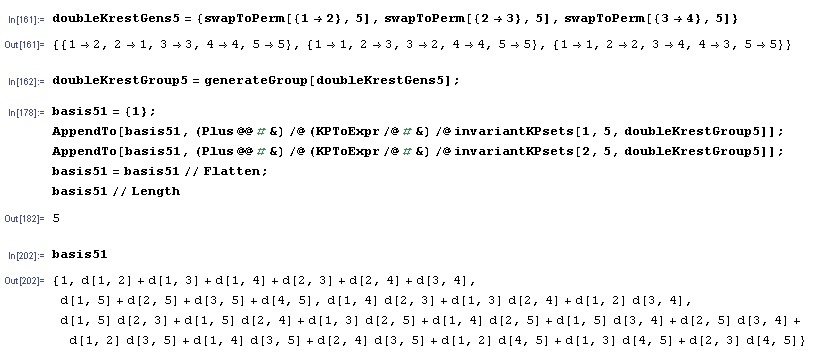 In[161]:= doubleKrestGens5 = {swapToPerm[{1→2}, 5], swapToPerm[{2→3}, 5], swapToPerm[{3→4}, 5]}
Out[161]= {{1→2, 2→1, 3→3, 4→4, 5→5}, {1→1, 2→3, 3→2, 4→4, 5→5}, {1→1, 2→2, 3→4, 4→3, 5→5}}
In[162]:= doubleKrestGroup5 = generateGroup[doubleKrestGens5];
In[178]:= basis51 = {1};
AppendTo[basis51, (Plus @@ # &) /@ (KPToExpr /@ # &) /@ invariantKPsets[1, 5, doubleKrestGroup5]];
AppendTo[basis51, (Plus @@ # &) /@ (KPToExpr /@ # &) /@ invariantKPsets[2, 5, doubleKrestGroup5]];
basis51 = basis51 // Flatten;
basis51 // Length
Out[182]= 5
In[202]:= basis51
Out[202]= {1, d[1, 2] + d[1, 3] + d[1, 4] + d[2, 3] + d[2, 4] + d[3, 4],
d[1, 5] + d[2, 5] + d[3, 5] + d[4, 5], d[1, 4] d[2, 3] + d[1, 3] d[2, 4] + d[1, 2] d[3, 4],
d[1, 5] d[2, 3] + d[1, 5] d[2, 4] + d[1, 3] d[2, 5] + d[1, 4] d[2, 5] + d[1, 5] d[3, 4] + d[2, 5] d[3, 4] +
d[1, 2] d[3, 5] + d[1, 4] d[3, 5] + d[2, 4] d[3, 5] + d[1, 2] d[4, 5] + d[1, 3] d[4, 5] + d[2, 3] d[4, 5]}